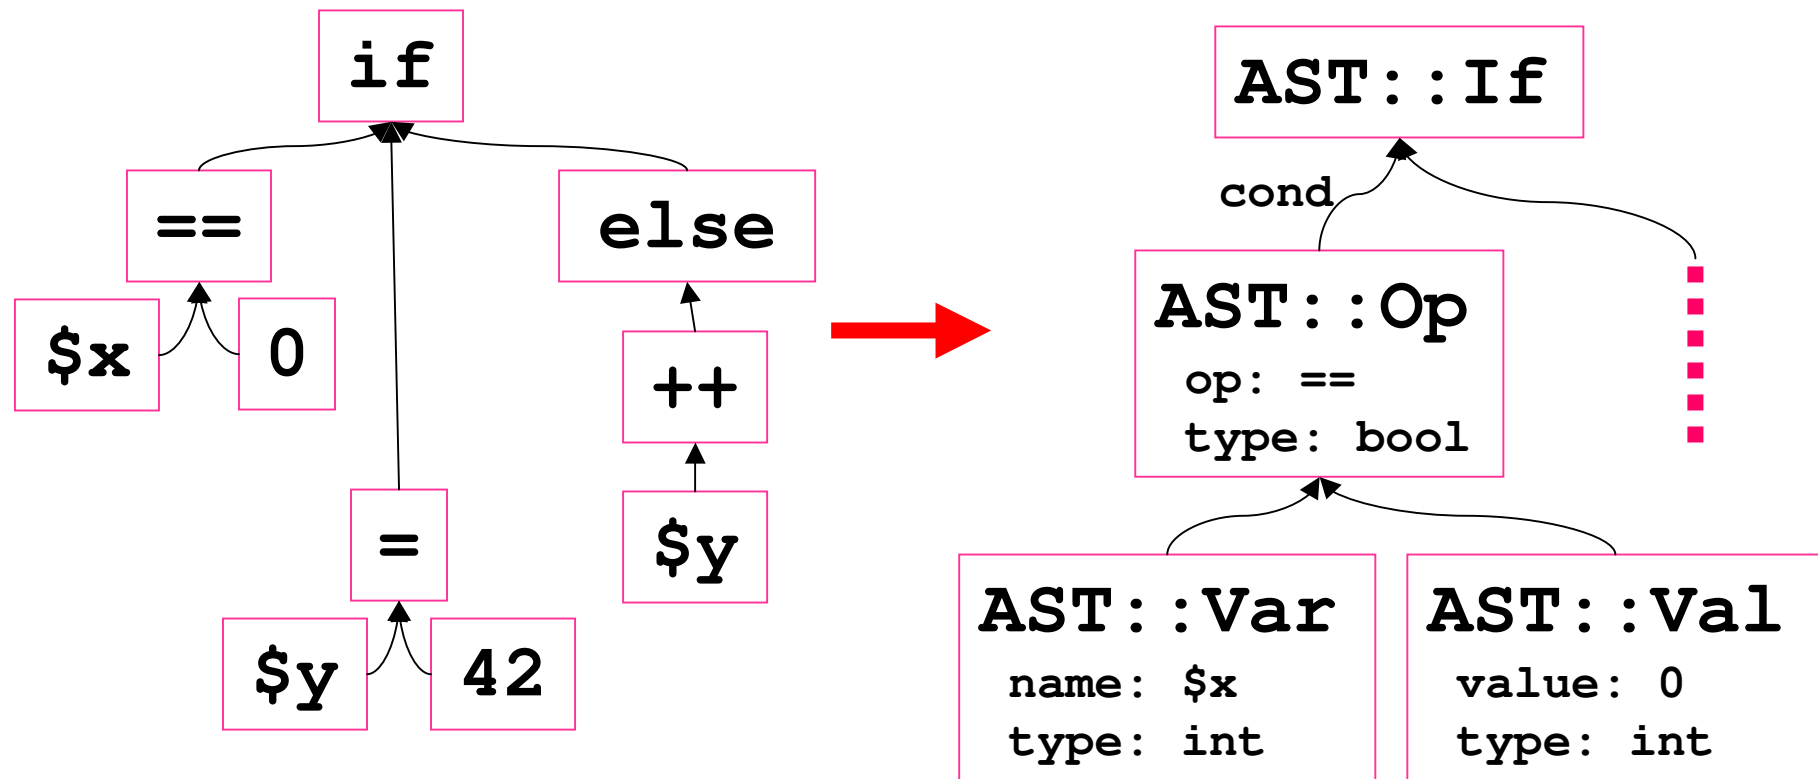 if
==
else
$x
0
++
=
$y
$y
42
AST::If
cond
AST::Op
op: ==
type: bool
AST::Var
name: $x
type: int
AST::Val
value: 0
type: int